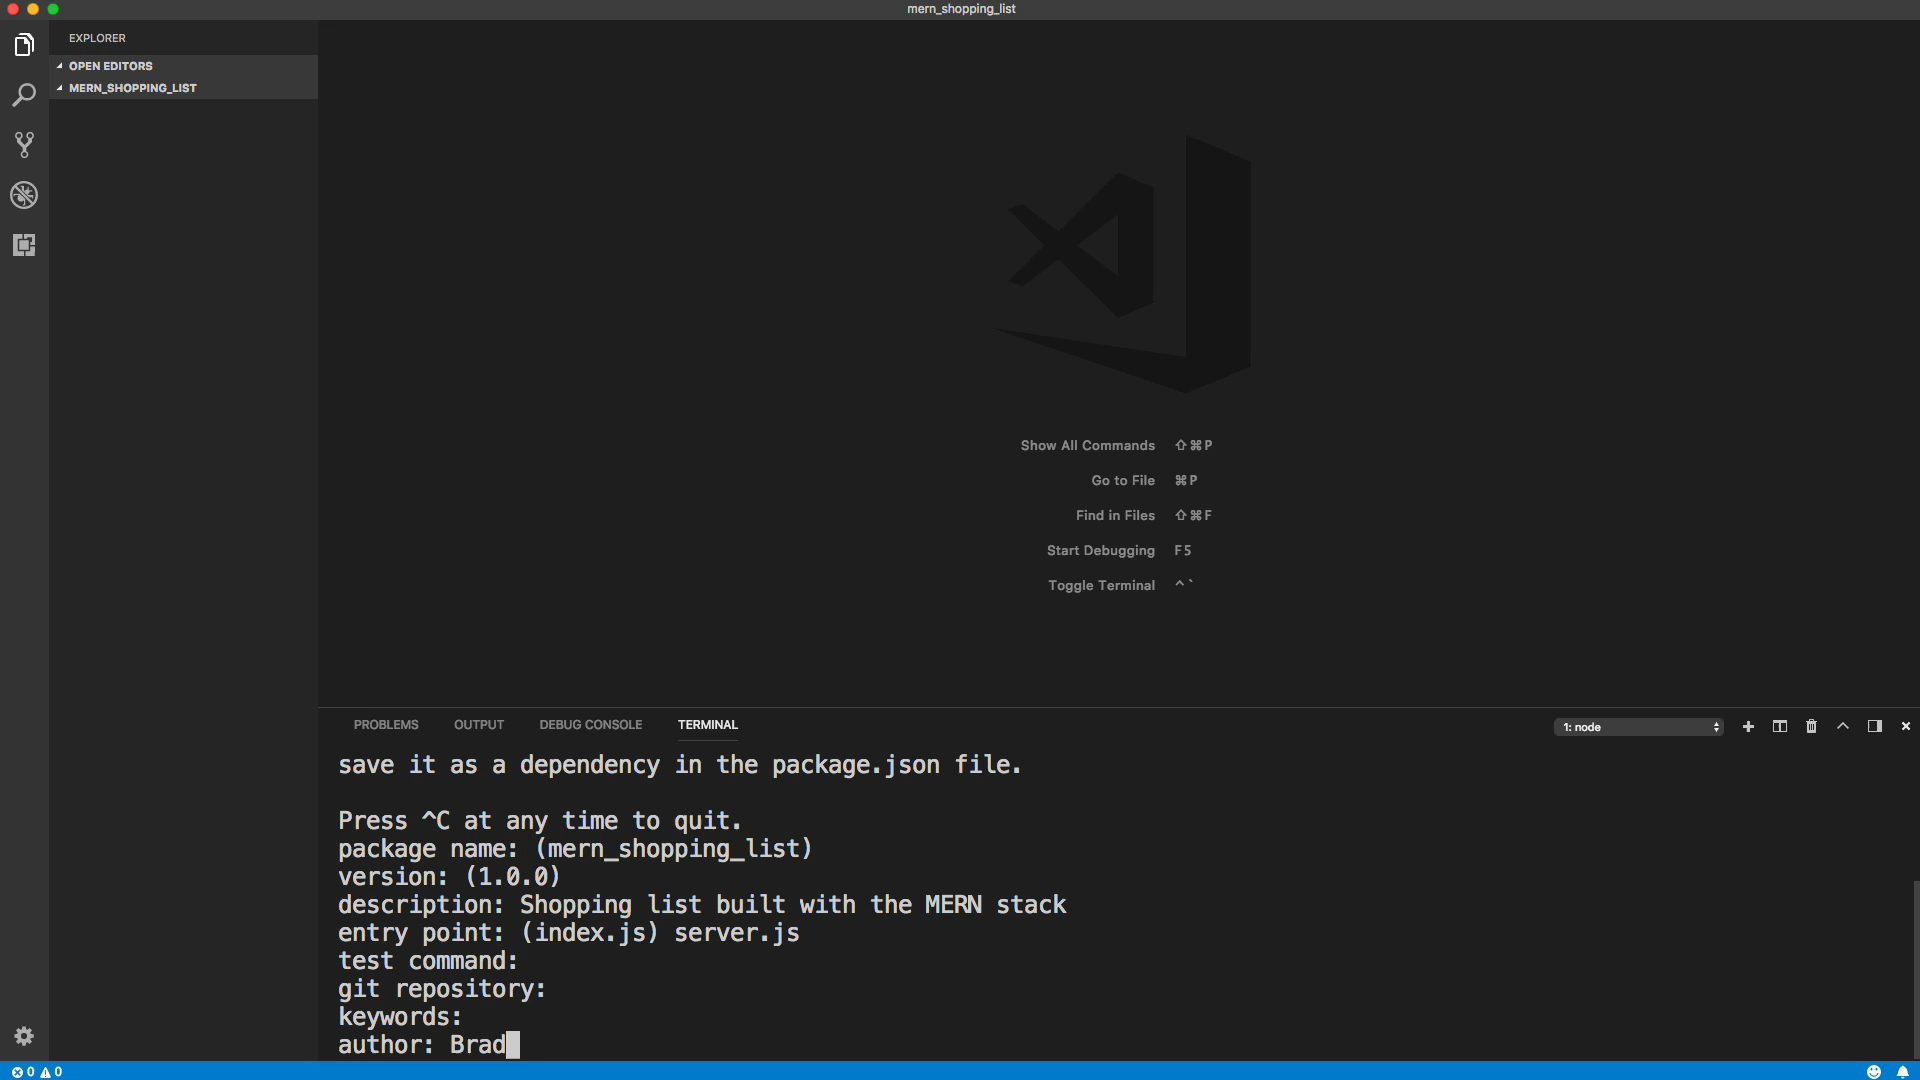 mern_shopping_list
EXPLORER
OPEN EDITORS
MERN_SHOPPING_LIST
Show All Commands ⇧⌘P
Go to File ⌘P
Find in Files ⇧⌘F
Start Debugging F5
Toggle Terminal ^`
PROBLEMS OUTPUT DEBUG CONSOLE TERMINAL 1: node
save it as a dependency in the package.json file.
Press ^C at any time to quit.
package name: (mern_shopping_list)
version: (1.0.0)
description: Shopping list built with the MERN stack
entry point: (index.js) server.js
test command:
git repository:
keywords:
author: Brad
0 0